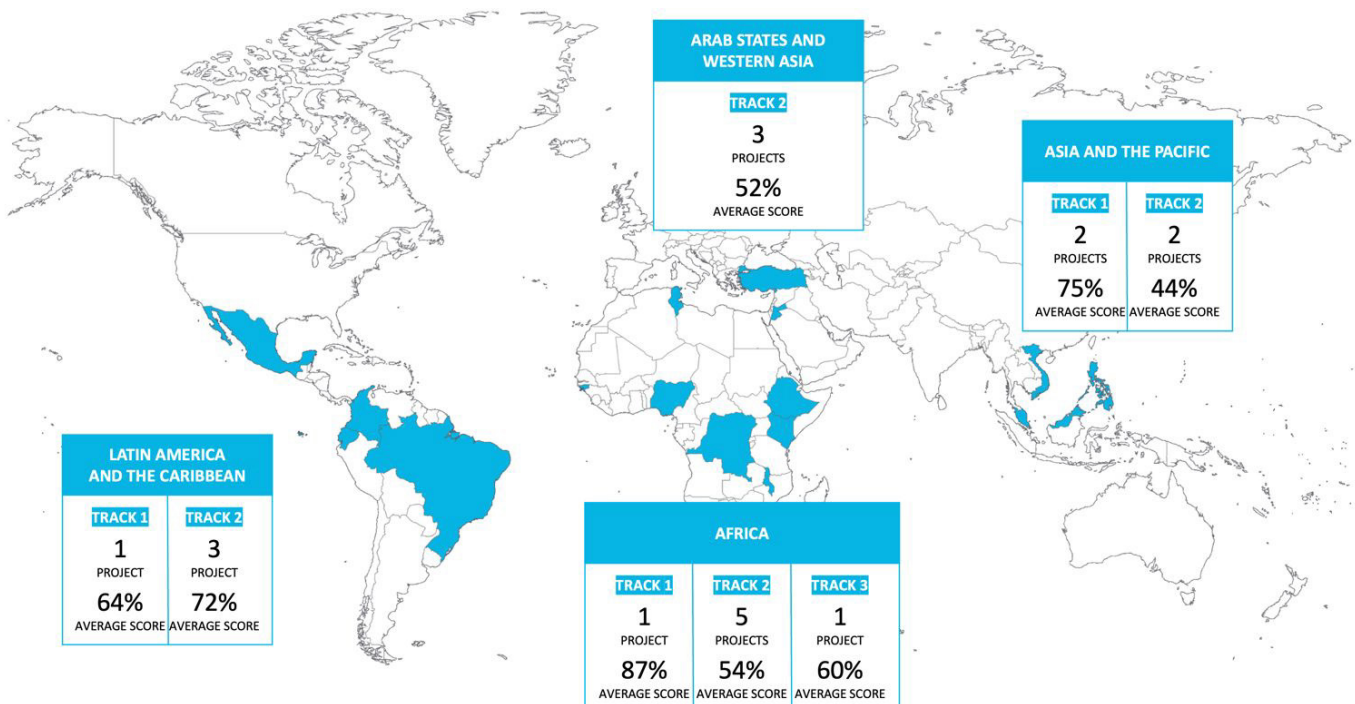 ARAB STATES AND
WESTERN ASIA
TRACK 2
3
PROJECTS
52%
AVERAGE SCORE
ASIA AND THE PACIFIC
TRACK 1 TRACK 2
2 2
PROJECTS PROJECTS
75% 44%
AVERAGE SCORE AVERAGE SCORE
LATIN AMERICA
AND THE CARIBBEAN
TRACK 1 TRACK 2
1 3
PROJECT PROJECT
64% 72%
AVERAGE SCORE AVERAGE SCORE
AFRICA
TRACK 1 TRACK 2 TRACK 3
1 5 1
PROJECT PROJECTS PROJECT
87% 54% 60%
AVERAGE SCORE AVERAGE SCORE AVERAGE SCORE